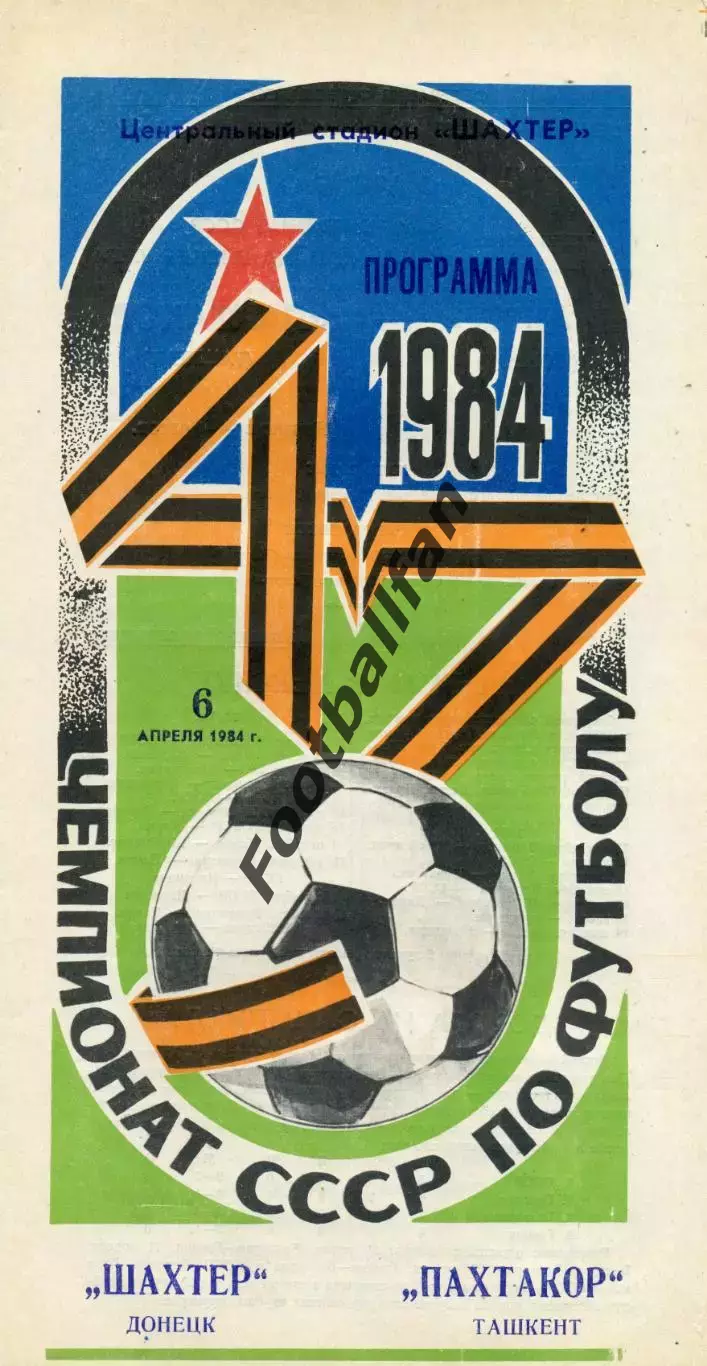 Центральный стадион «ШАХТЕР»
ПРОГРАММА
1984
6
АПРЕЛЯ 1984 г.
ЧЕМПИОНАТ СССР ПО ФУТБОЛУ
Footballfan
„ШАХТЕР“
ДОНЕЦК
„ПАХТАКОР“
ТАШКЕНТ